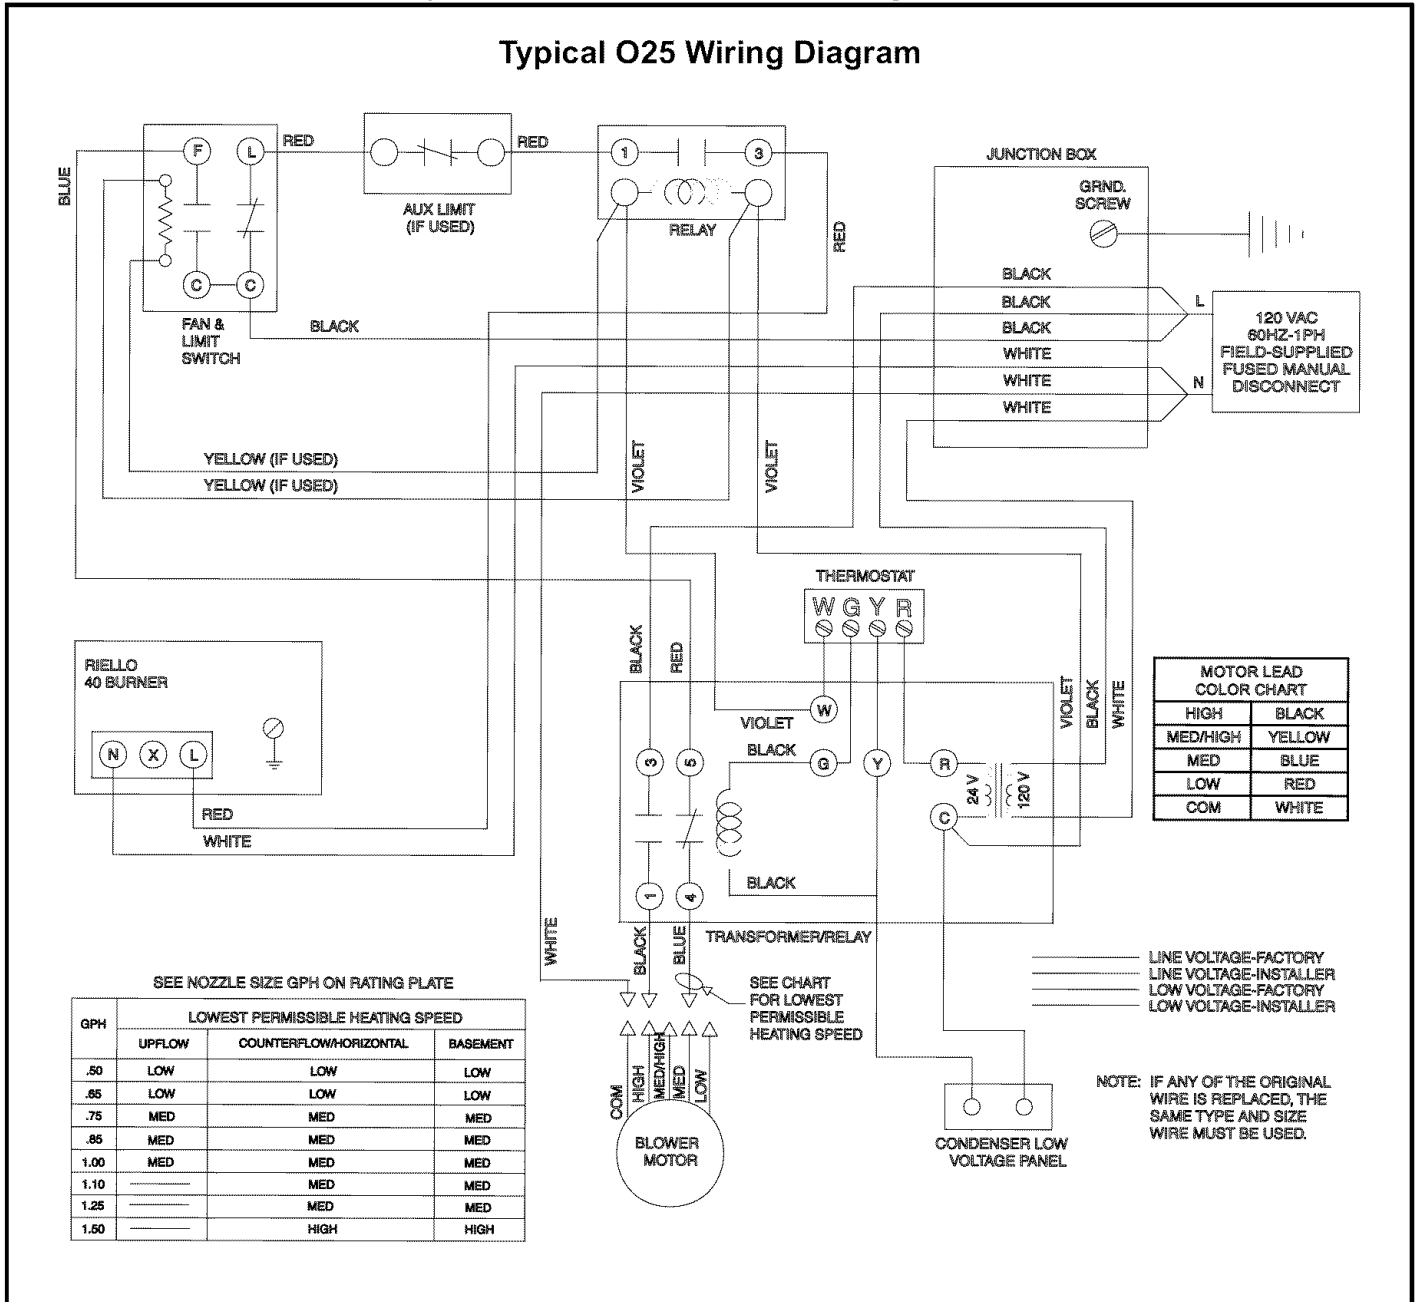 Typical O25 Wiring Diagram
BLUE
F
L
C
C
FAN &
LIMIT
SWITCH
RED
AUX LIMIT
(IF USED)
RED
1
3
RELAY
RED
JUNCTION BOX
GRND.
SCREW
BLACK
BLACK
BLACK
WHITE
WHITE
WHITE
L
N
120 VAC
60HZ-1PH
FIELD-SUPPLIED
FUSED MANUAL
DISCONNECT
BLACK
YELLOW (IF USED)
YELLOW (IF USED)
VIOLET
VIOLET
THERMOSTAT
W G Y R
BLACK
RED
RIELLO
40 BURNER
N
X
L
RED
WHITE
VIOLET
W
BLACK
G
Y
R
C
24 V
120 V
3
5
1
4
BLACK
TRANSFORMER/RELAY
VIOLET
BLACK
WHITE
MOTOR LEAD
COLOR CHART
HIGH BLACK
MED/HIGH YELLOW
MED BLUE
LOW RED
COM WHITE
WHITE
BLACK
BLUE
SEE CHART
FOR LOWEST
PERMISSIBLE
HEATING SPEED
COM
HIGH
MED/HIGH
MED
LOW
BLOWER
MOTOR
LINE VOLTAGE-FACTORY
LINE VOLTAGE-INSTALLER
LOW VOLTAGE-FACTORY
LOW VOLTAGE-INSTALLER
CONDENSER LOW
VOLTAGE PANEL
NOTE: IF ANY OF THE ORIGINAL
WIRE IS REPLACED, THE
SAME TYPE AND SIZE
WIRE MUST BE USED.
SEE NOZZLE SIZE GPH ON RATING PLATE
GPH
LOWEST PERMISSIBLE HEATING SPEED
UPFLOW COUNTERFLOW/HORIZONTAL BASEMENT
.50 LOW LOW LOW
.65 LOW LOW LOW
.75 MED MED MED
.85 MED MED MED
1.00 MED MED MED
1.10 MED MED
1.25 MED MED
1.50 HIGH HIGH